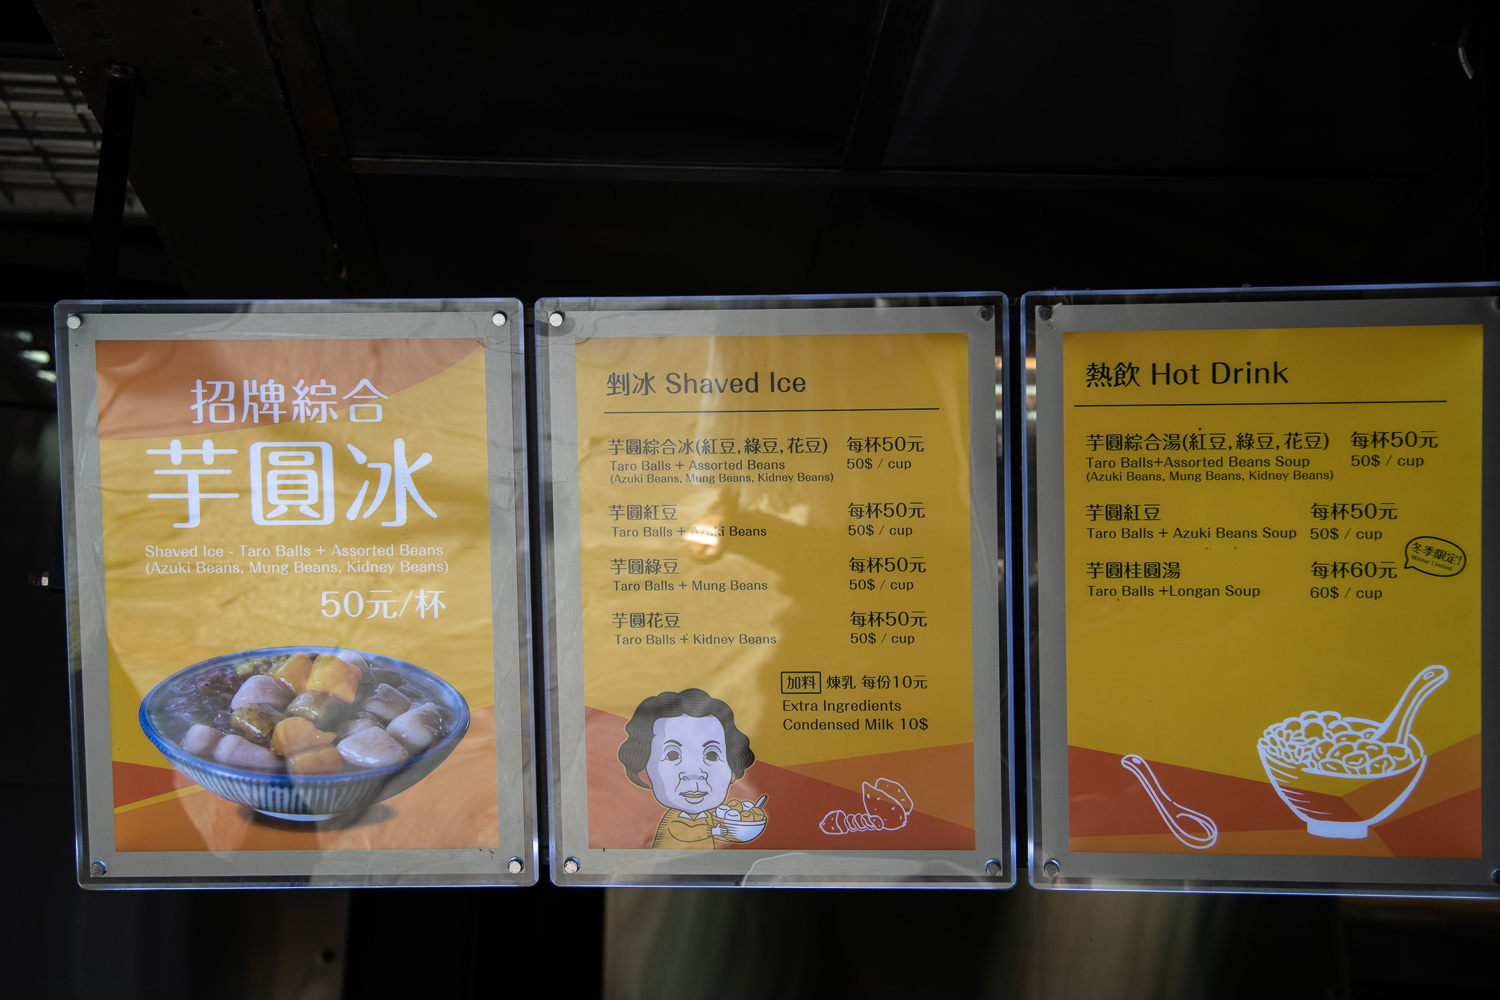 招牌綜合
芋圓冰
Shaved Ice - Taro Balls + Assorted Beans
(Azuki Beans, Mung Beans, Kidney Beans)
50元/杯
剉冰 Shaved Ice
芋圓綜合冰(紅豆,綠豆,花豆) 每杯50元
Taro Balls + Assorted Beans 50$ / cup
(Azuki Beans, Mung Beans, Kidney Beans)
芋圓紅豆 每杯50元
Taro Balls + Azuki Beans 50$ / cup
芋圓綠豆 每杯50元
Taro Balls + Mung Beans 50$ / cup
芋圓花豆 每杯50元
Taro Balls + Kidney Beans 50$ / cup
加料 煉乳 每份10元
Extra Ingredients
Condensed Milk 10$
熱飲 Hot Drink
芋圓綜合湯(紅豆,綠豆,花豆) 每杯50元
Taro Balls+Assorted Beans Soup 50$ / cup
(Azuki Beans, Mung Beans, Kidney Beans)
芋圓紅豆 每杯50元
Taro Balls + Azuki Beans Soup 50$ / cup
芋圓桂圓湯 每杯60元
Taro Balls +Longan Soup 60$ / cup
冬季限定!
Winter Limited